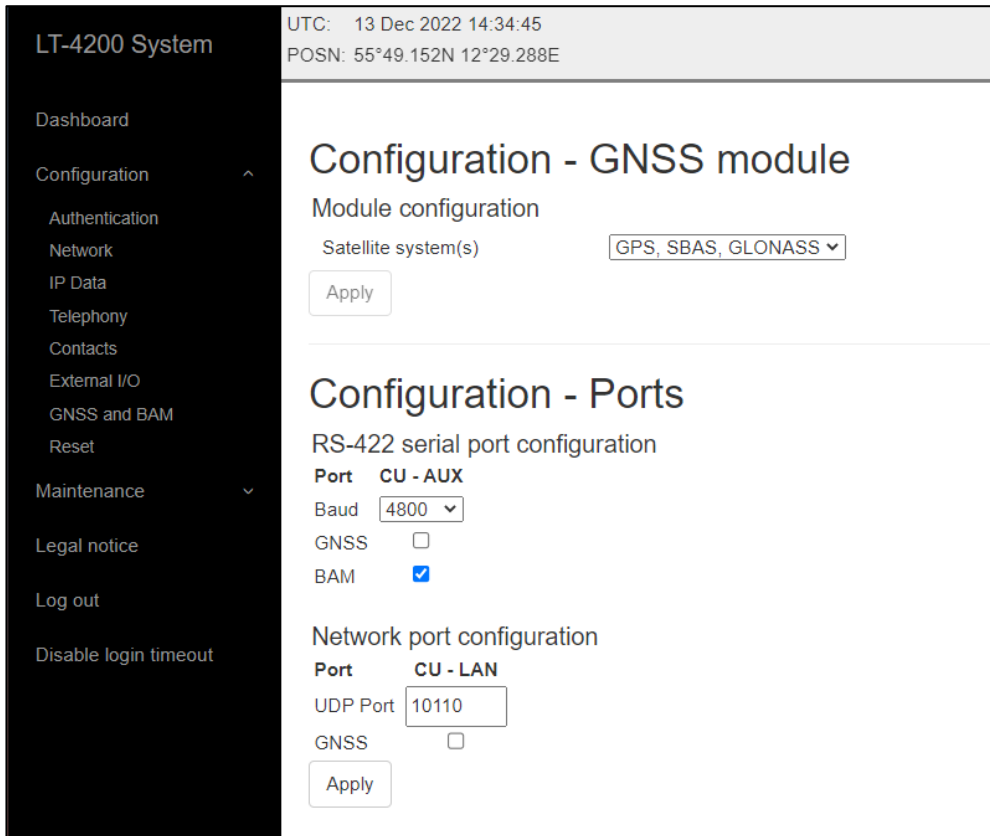 LT-4200 System
Dashboard
Configuration
Authentication
Network
IP Data
Telephony
Contacts
External I/O
GNSS and BAM
Reset
Maintenance
Legal notice
Log out
Disable login timeout
UTC: 13 Dec 2022 14:34:45
POSN: 55°49.152N 12°29.288E
Configuration - GNSS module
Module configuration
Satellite system(s) GPS, SBAS, GLONASS
Apply
Configuration - Ports
RS-422 serial port configuration
Port CU - AUX
Baud 4800
GNSS
BAM
Network port configuration
Port CU - LAN
UDP Port 10110
GNSS
Apply